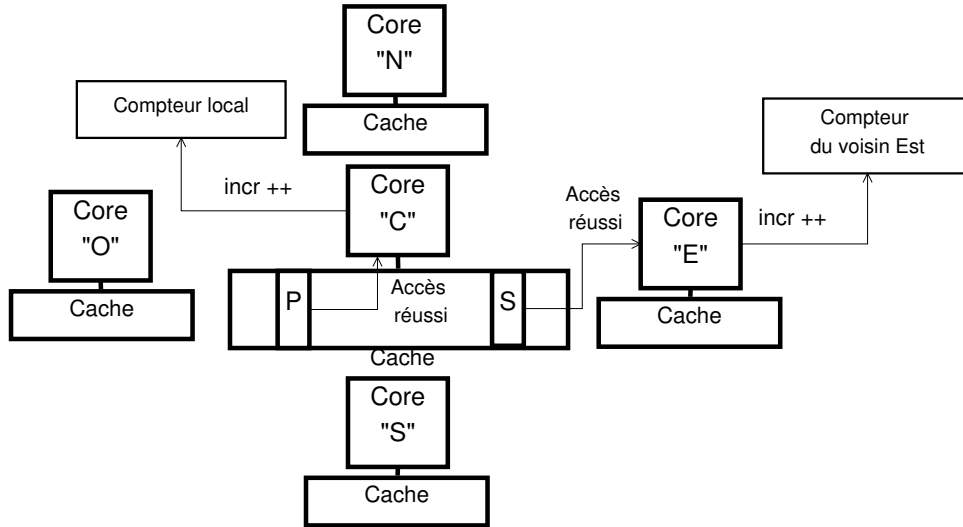 Core
"N"
Cache
Compteur local
incr ++
Core
"C"
Compteur
du voisin Est
Core
"O"
Cache
P
Accès
réussi
S
Cache
Accès
réussi
Core
"E"
incr ++
Cache
Core
"S"
Cache